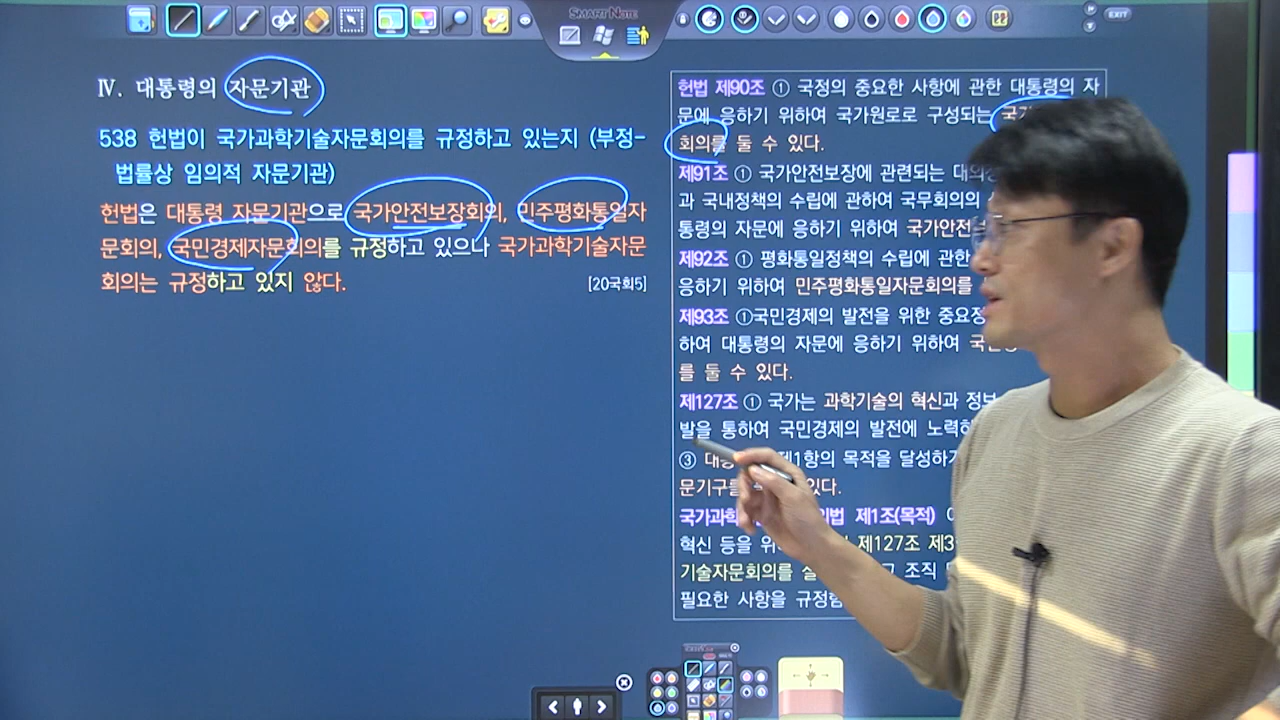 SMART NOTE
EXIT
Ⅳ. 대통령의 자문기관
538 헌법이 국가과학기술자문회의를 규정하고 있는지 (부정-
법률상 임의적 자문기관)
헌법은 대통령 자문기관으로 국가안전보장회의, 민주평화통일자
문회의, 국민경제자문회의를 규정하고 있으나 국가과학기술자문
회의는 규정하고 있지 않다.
[20국회5]
헌법 제90조 ① 국정의 중요한 사항에 관한 대통령의 자
문에 응하기 위하여 국가원로로 구성되는 국가
회의를 둘 수 있다.
제91조 ① 국가안전보장에 관련되는
과 국내정책의 수립에 관하여 국무회의의
통령의 자문에 응하기 위하여 국가안전
제92조 ① 평화통일정책의 수립에 관한
응하기 위하여 민주평화통일자문회의를
제93조 ①국민경제의 발전을 위한
하여 대통령의 자문에 응하기 위하여
를 둘 수 있다.
제127조 ① 국가는 과학기술의 혁신과 정보
발을 통하여 국민경제의 발전에
③ 제1항의 목적을 달성하기
문기구를 있다.
제1조(목적)
혁신 등을 제127조
기술자문회의를 조직
필요한 사항을